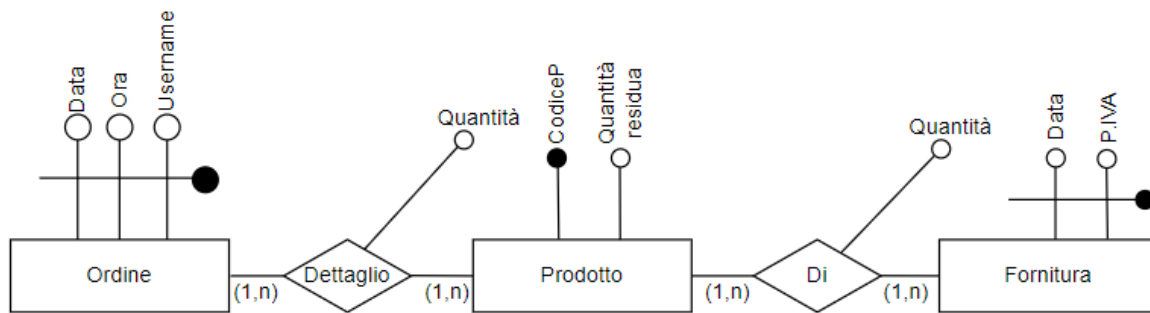 Data
Ora
Username
Quantità
CodiceP
Quantità
residua
Quantità
Data
P.IVA
Ordine
Dettaglio
Prodotto
Di
Fornitura
(1,n)
(1,n)
(1,n)
(1,n)